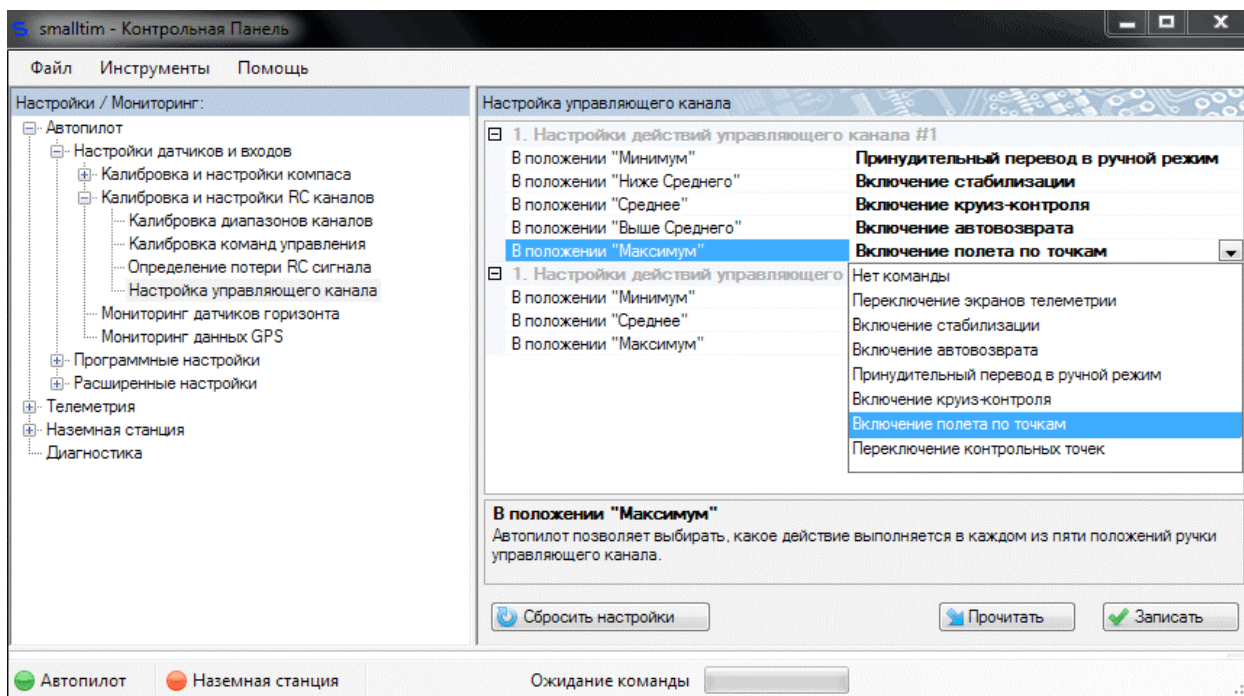 smalltim - Контрольная Панель
Файл Инструменты Помощь
Настройки / Мониторинг:
Автопилот
Настройки датчиков и входов
Калибровка и настройки компаса
Калибровка и настройки RC каналов
Калибровка диапазонов каналов
Калибровка команд управления
Определение потери RC сигнала
Настройка управляющего канала
Мониторинг датчиков горизонта
Мониторинг данных GPS
Программные настройки
Расширенные настройки
Телеметрия
Наземная станция
Диагностика
Настройка управляющего канала
1. Настройки действий управляющего канала #1
В положении "Минимум" Принудительный перевод в ручной режим
В положении "Ниже Среднего" Включение стабилизации
В положении "Среднее" Включение круиз-контроля
В положении "Выше Среднего" Включение автовозврата
В положении "Максимум" Включение полета по точкам
1. Настройки действий управляющего
В положении "Минимум"
В положении "Среднее"
В положении "Максимум"
Нет команды
Переключение экранов телеметрии
Включение стабилизации
Включение автовозврата
Принудительный перевод в ручной режим
Включение круиз-контроля
Включение полета по точкам
Переключение контрольных точек
В положении "Максимум"
Автопилот позволяет выбирать, какое действие выполняется в каждом из пяти положений ручки
управляющего канала.
Сбросить настройки Прочитать Записать
Автопилот Наземная станция Ожидание команды